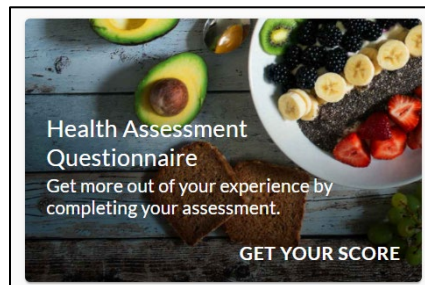 Health Assessment
Questionnaire
Get more out of your experience by
completing your assessment.
GET YOUR SCORE